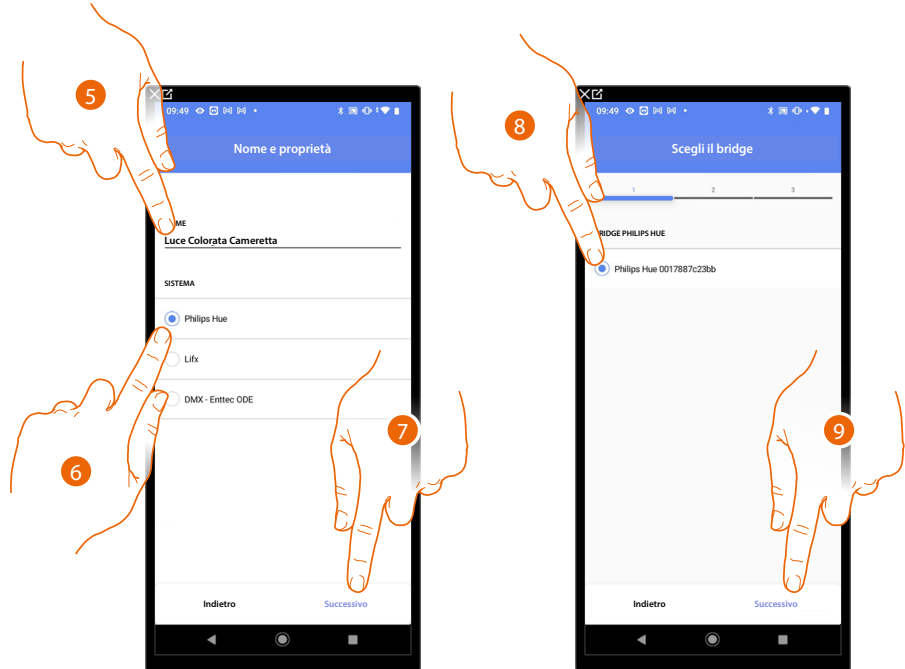 5
09:49
Nome e proprietà
ME
Luce Colorata Cameretta
SISTEMA
Philips Hue
Lifx
DMX - Enttec ODE
6
7
Indietro
Successivo
8
09:49
Scegli il bridge
1
2
3
RIDGE PHILIPS HUE
Philips Hue 0017887c23bb
9
Indietro
Successivo